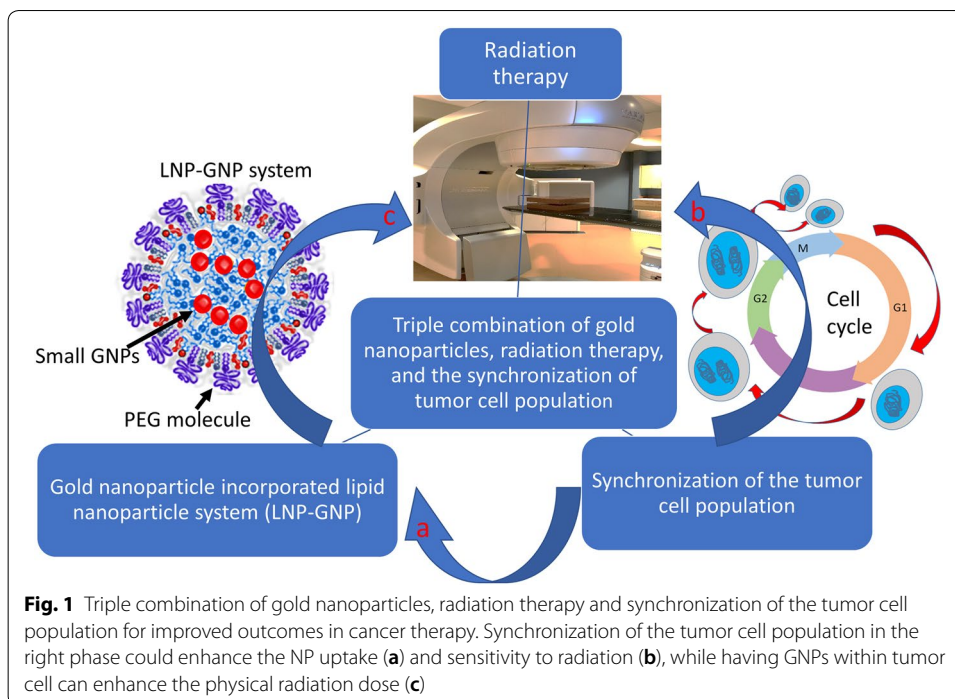 Radiation
therapy
LNP-GNP system
c
b
M
G2
Cell
cycle
G1
Small GNPs
PEG molecule
Triple combination of gold
nanoparticles, radiation therapy,
and the synchronization of
tumor cell population
Gold nanoparticle incorporated lipid
nanoparticle system (LNP-GNP)
Synchronization of the tumor
cell population
a
Fig. 1 Triple combination of gold nanoparticles, radiation therapy and synchronization of the tumor cell
population for improved outcomes in cancer therapy. Synchronization of the tumor cell population in the
right phase could enhance the NP uptake (a) and sensitivity to radiation (b), while having GNPs within tumor
cell can enhance the physical radiation dose (c)